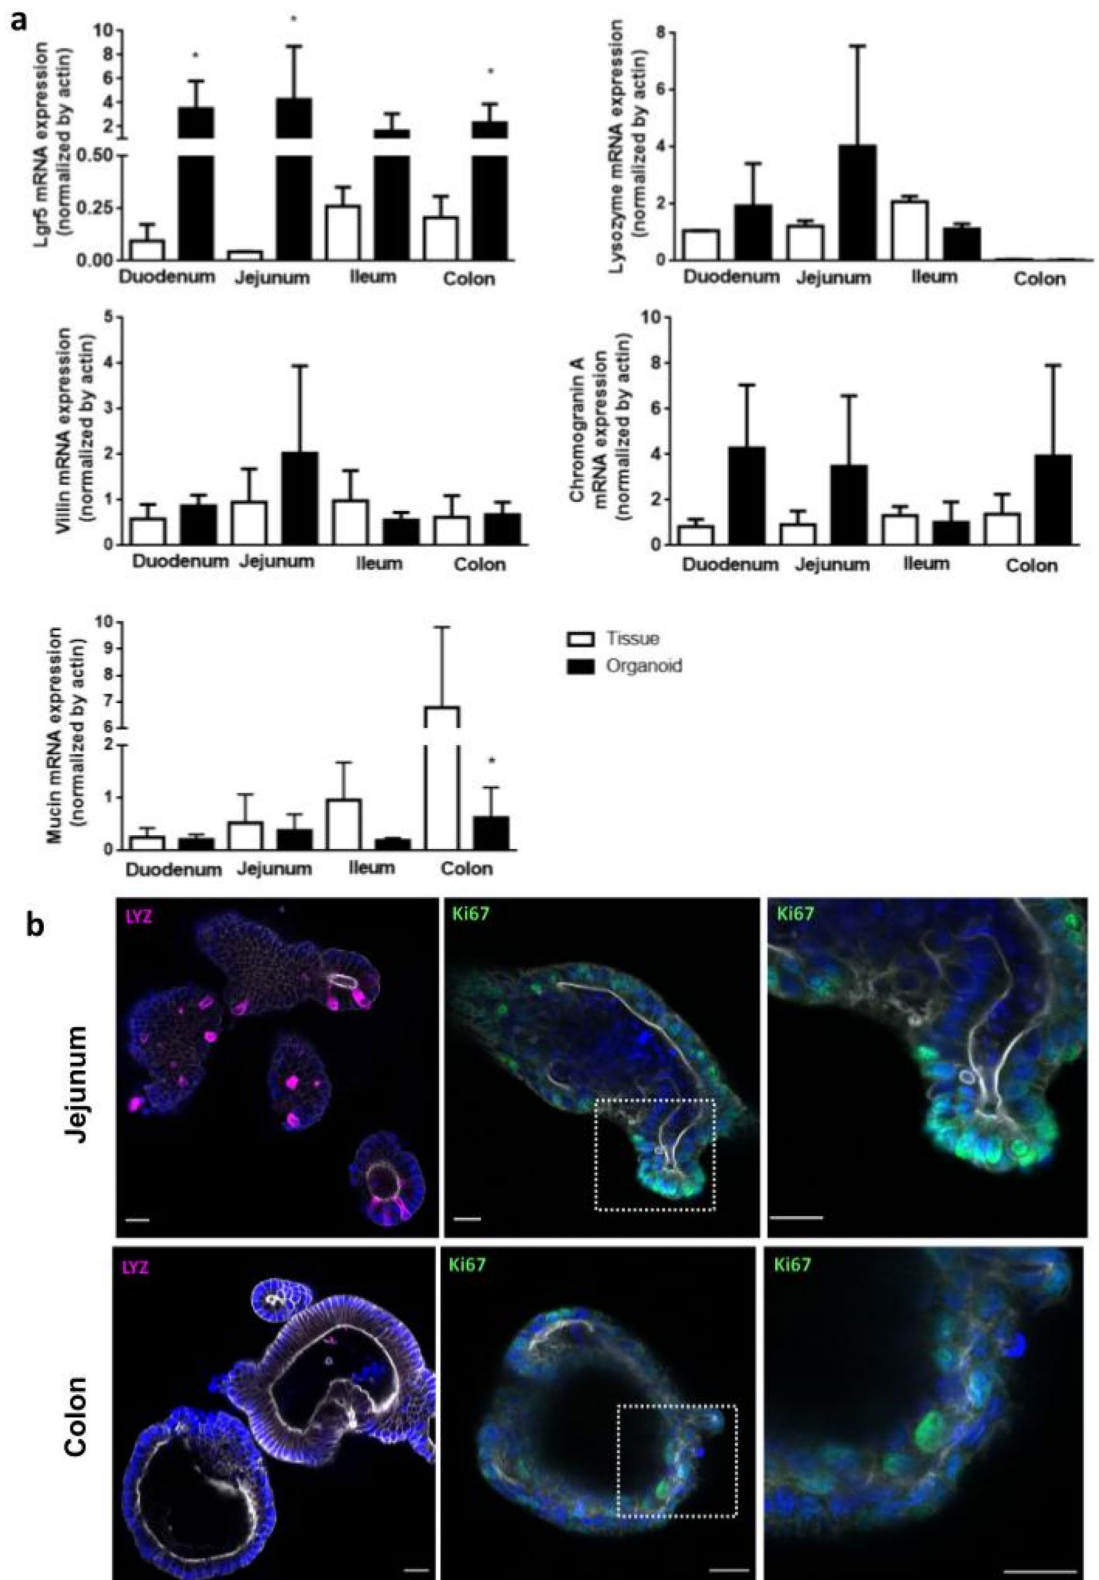 a
Lgr5 mRNA expression
(normalized by actin)
10
8
6
4
2
0.50
0.25
0.00
*
*
*
Duodenum
Jejunum
Ileum
Colon
Lysozyme mRNA expression
(normalized by actin)
8
6
4
2
0
Duodenum
Jejunum
Ileum
Colon
Villin mRNA expression
(normalized by actin)
5
4
3
2
1
0
Duodenum
Jejunum
Ileum
Colon
Chromogranin A
mRNA expression
(normalized by actin)
10
8
6
4
2
0
Duodenum
Jejunum
Ileum
Colon
Mucin mRNA expression
(normalized by actin)
10
9
8
7
6
2
1
0
*
Duodenum
Jejunum
Ileum
Colon
Tissue
Organoid
b
Jejunum
LYZ
Ki67
Ki67
Colon
LYZ
Ki67
Ki67